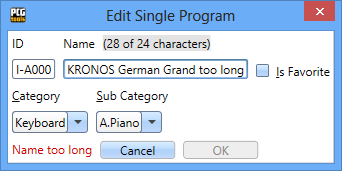 PCG
TOOLS
Edit Single Program
ID Name (28 of 24 characters)
I-A000 KRONOS German Grand too long Is Favorite
Category Sub Category
Keyboard A.Piano
Name too long Cancel OK